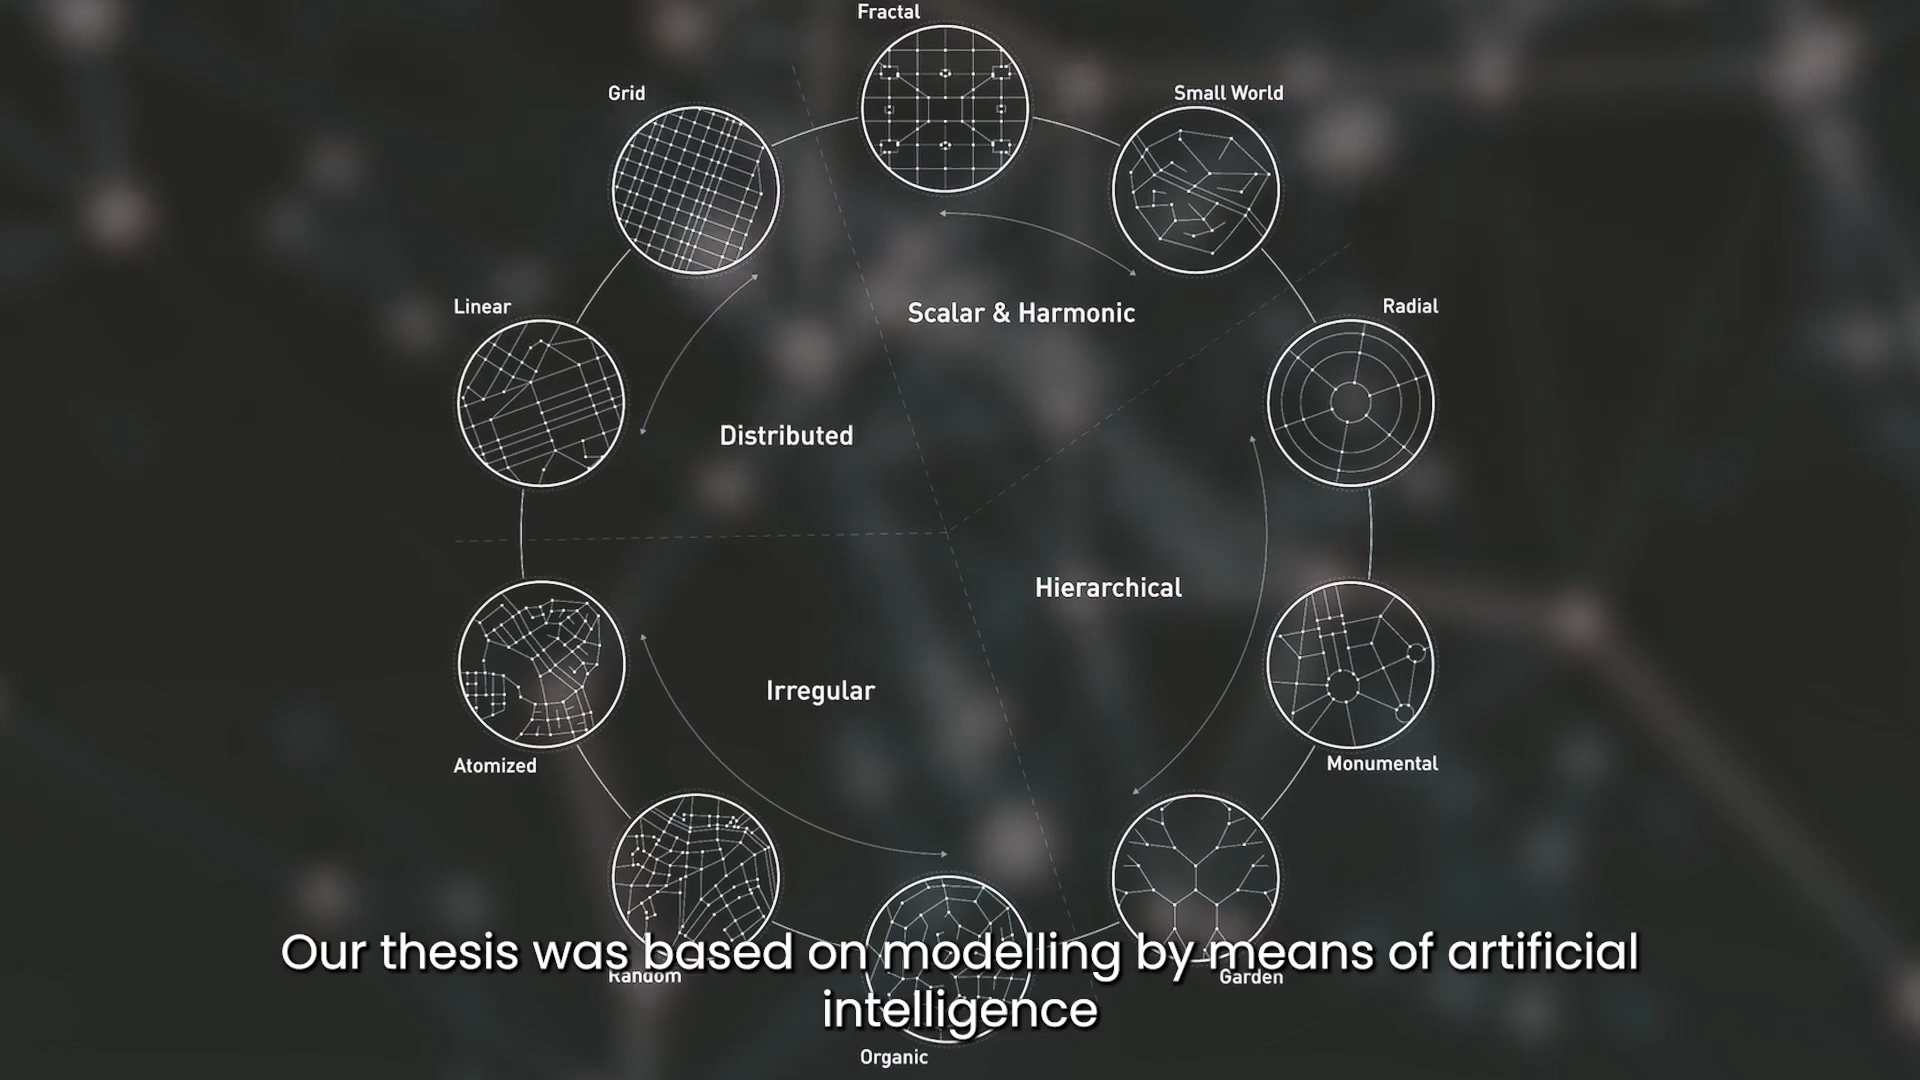 Fractal
Grid
Small World
Linear
Radial
Scalar & Harmonic
Distributed
Hierarchical
Irregular
Atomized
Monumental
Random
Garden
Organic
Our thesis was based on modelling by means of artificial
intelligence